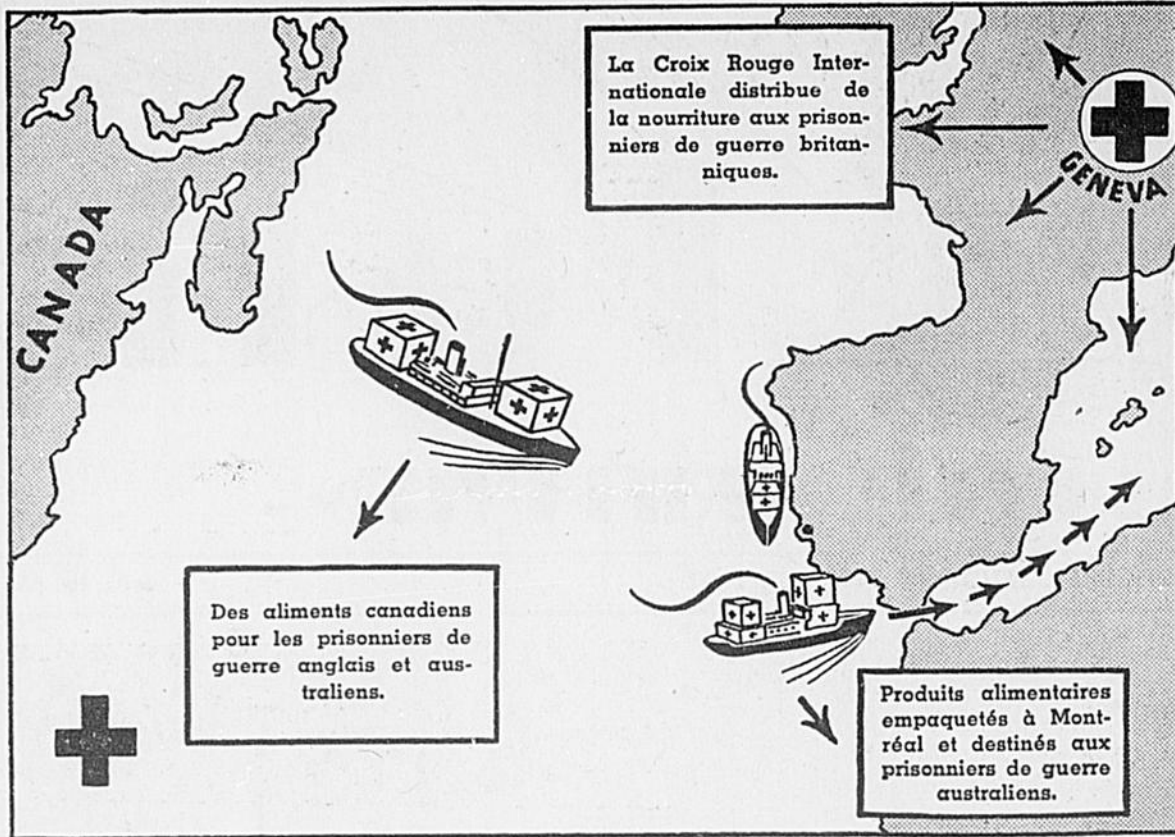 La Croix Rouge Inter-
nationale distribue de
la nourriture aux prison-
niers de guerre britan-
niques.
GENEVA
CANADA
Des aliments canadiens
pour les prisonniers de
guerre anglais et aus-
traliens.
Produits alimentaires
empaquetés à Mont-
réal et destinés aux
prisonniers de guerre
australiens.